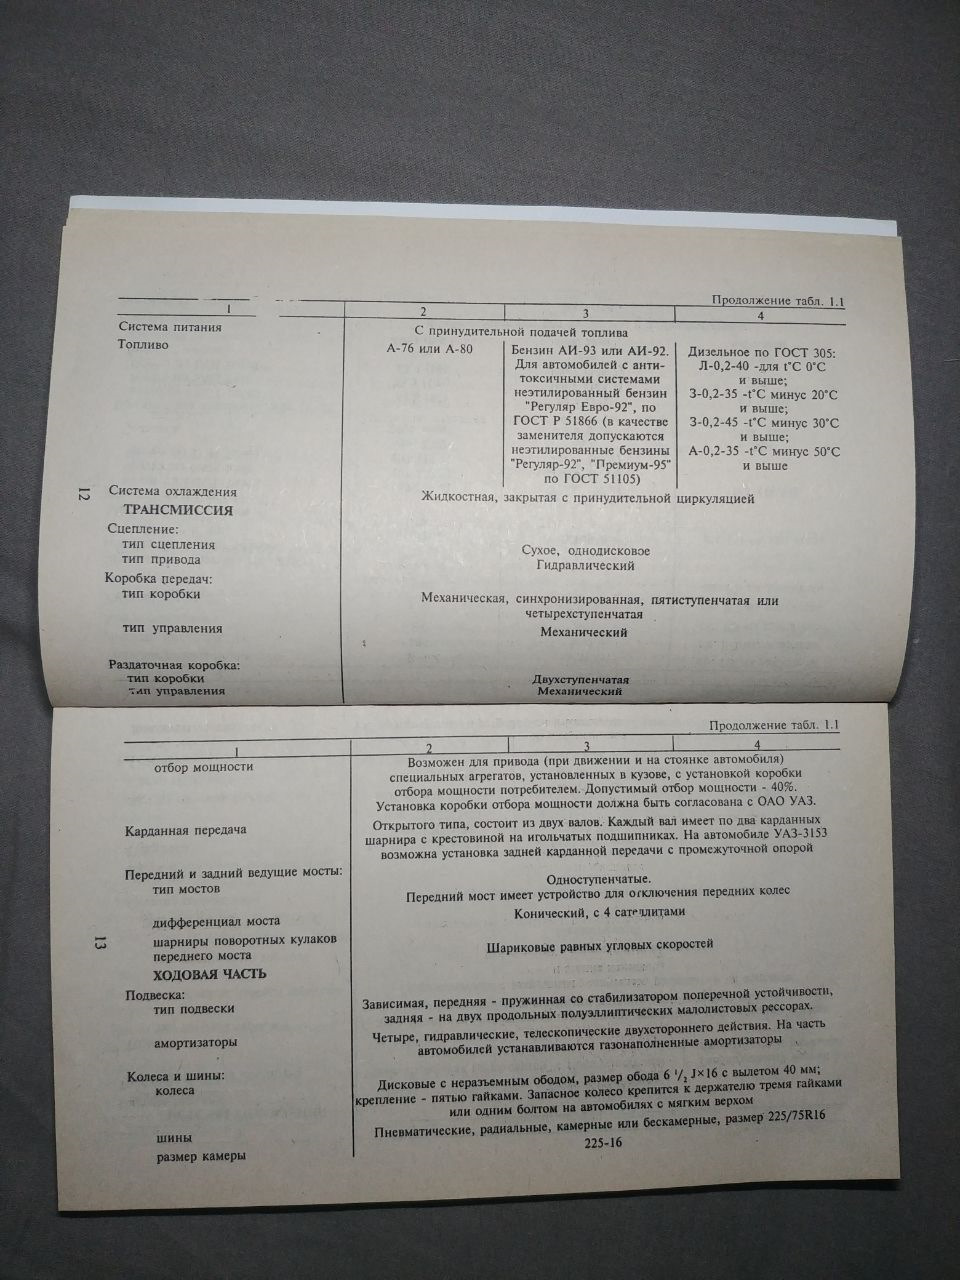 Продолжение табл. 1.1
1 2 3 4
Система питания С принудительной подачей топлива
Топливо А-76 или А-80 Бензин АИ-93 или АИ-92. Дизельное по ГОСТ 305:
Для автомобилей с анти- Л-0,2-40 -для t°C 0°C
токсичными системами и выше;
неэтилированный бензин З-0,2-35 -t°C минус 20°C
"Регуляр Евро-92", по и выше;
ГОСТ Р 51866 (в качестве З-0,2-45 -t°C минус 30°C
заменителя допускаются и выше;
неэтилированные бензины А-0,2-35 -t°C минус 50°C
"Регуляр-92", "Премиум-95" и выше
по ГОСТ 51105)
Система охлаждения Жидкостная, закрытая с принудительной циркуляцией
ТРАНСМИССИЯ
Сцепление:
тип сцепления Сухое, однодисковое
тип привода Гидравлический
Коробка передач:
тип коробки Механическая, синхронизированная, пятиступенчатая или
четырехступенчатая
тип управления Механический
Раздаточная коробка:
тип коробки Двухступенчатая
тип управления Механический
12
Продолжение табл. 1.1
1 2 3 4
отбор мощности Возможен для привода (при движении и на стоянке автомобиля)
специальных агрегатов, установленных в кузове, с установкой коробки
отбора мощности потребителем. Допустимый отбор мощности - 40%.
Установка коробки отбора мощности должна быть согласована с ОАО УАЗ.
Карданная передача Открытого типа, состоит из двух валов. Каждый вал имеет по два карданных
шарнира с крестовиной на игольчатых подшипниках. На автомобиле УАЗ-3153
возможна установка задней карданной передачи с промежуточной опорой
Передний и задний ведущие мосты:
тип мостов Одноступенчатые.
Передний мост имеет устройство для отключения передних колес
дифференциал моста Конический, с 4 сателлитами
шарниры поворотных кулаков
переднего моста Шариковые равных угловых скоростей
ХОДОВАЯ ЧАСТЬ
Подвеска:
тип подвески Зависимая, передняя - пружинная со стабилизатором поперечной устойчивости,
задняя - на двух продольных полуэллиптических малолистовых рессорах.
амортизаторы Четыре, гидравлические, телескопические двухстороннего действия. На часть
автомобилей устанавливаются газонаполненные амортизаторы
Колеса и шины:
колеса Дисковые с неразъемным ободом, размер обода 6 1/2 J×16 с вылетом 40 мм;
крепление - пятью гайками. Запасное колесо крепится к держателю тремя гайками
или одним болтом на автомобилях с мягким верхом
шины Пневматические, радиальные, камерные или бескамерные, размер 225/75R16
размер камеры 225-16
13